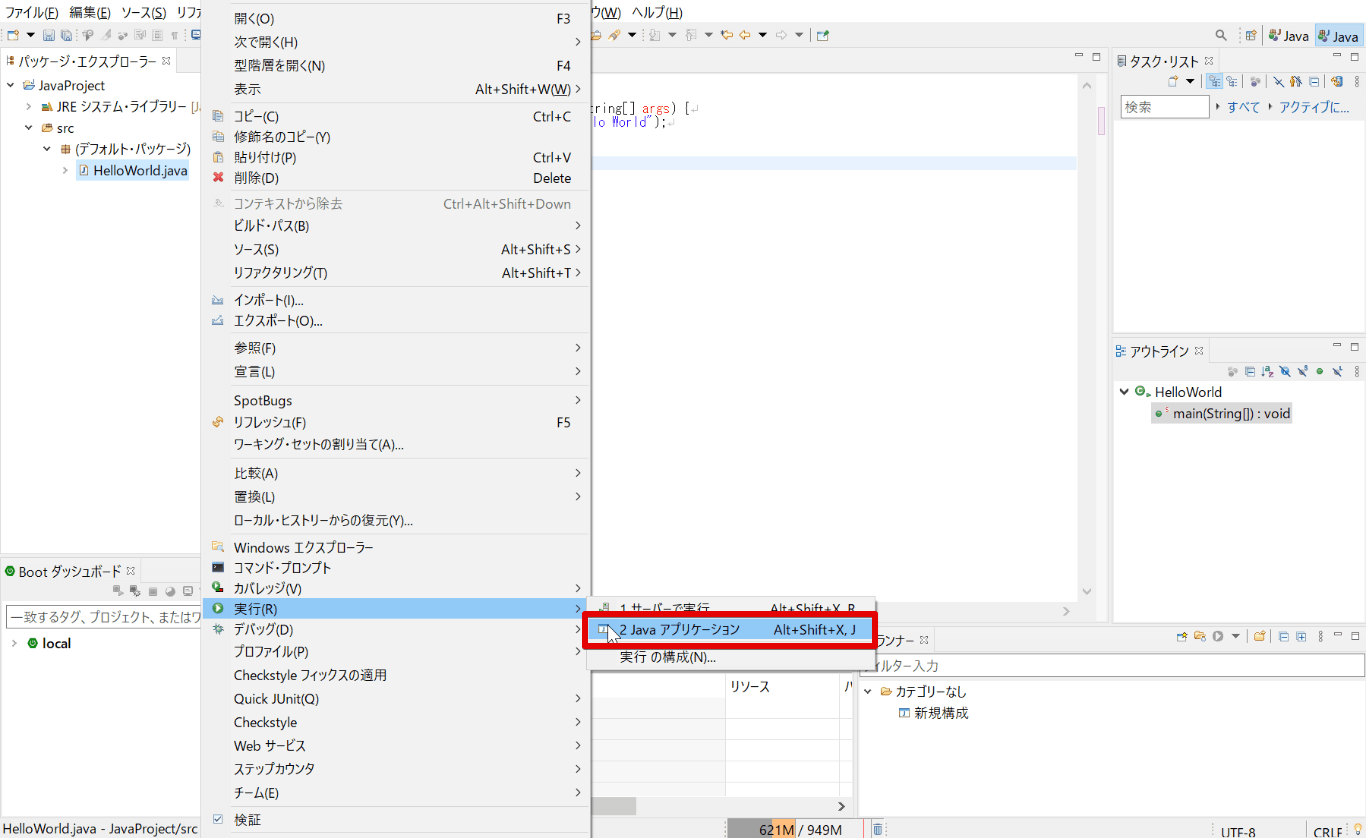 ファイル(F) 編集(E) ソース(S) リファ
ウ(W) ヘルプ(H)
Java
Java
パッケージ・エクスプローラー
JavaProject
JRE システム・ライブラリー [J
src
(デフォルト・パッケージ)
HelloWorld.java
開く(O) F3
次で開く(H)
型階層を開く(N) F4
表示 Alt+Shift+W(W)
コピー(C) Ctrl+C
修飾名のコピー(Y)
貼り付け(P) Ctrl+V
削除(D) Delete
コンテキストから除去 Ctrl+Alt+Shift+Down
ビルド・パス(B)
ソース(S) Alt+Shift+S
リファクタリング(T) Alt+Shift+T
インポート(I)...
エクスポート(O)...
参照(F)
宣言(L)
SpotBugs
リフレッシュ(F) F5
ワーキング・セットの割り当て(A)...
比較(A)
置換(L)
ローカル・ヒストリーからの復元(Y)...
Windows エクスプローラー
コマンド・プロンプト
カバレッジ(V)
実行(R)
デバッグ(D)
プロファイル(P)
Checkstyle フィックスの適用
Quick JUnit(Q)
Checkstyle
Web サービス
ステップカウンタ
チーム(E)
検証
1 サーバーで実行 Alt+Shift+X, R
2 Java アプリケーション Alt+Shift+X, J
実行 の構成(N)...
tring[] args) [
lo World");
タスク・リスト
検索
すべて
アクティブに...
アウトライン
HelloWorld
main(String[]) : void
Boot ダッシュボード
一致するタグ、プロジェクト、またはワ
local
リソース
パ
ランナー
ィルター入力
カテゴリーなし
新規構成
HelloWorld.java - JavaProject/src
621M / 949M
UTF-8
CRLF